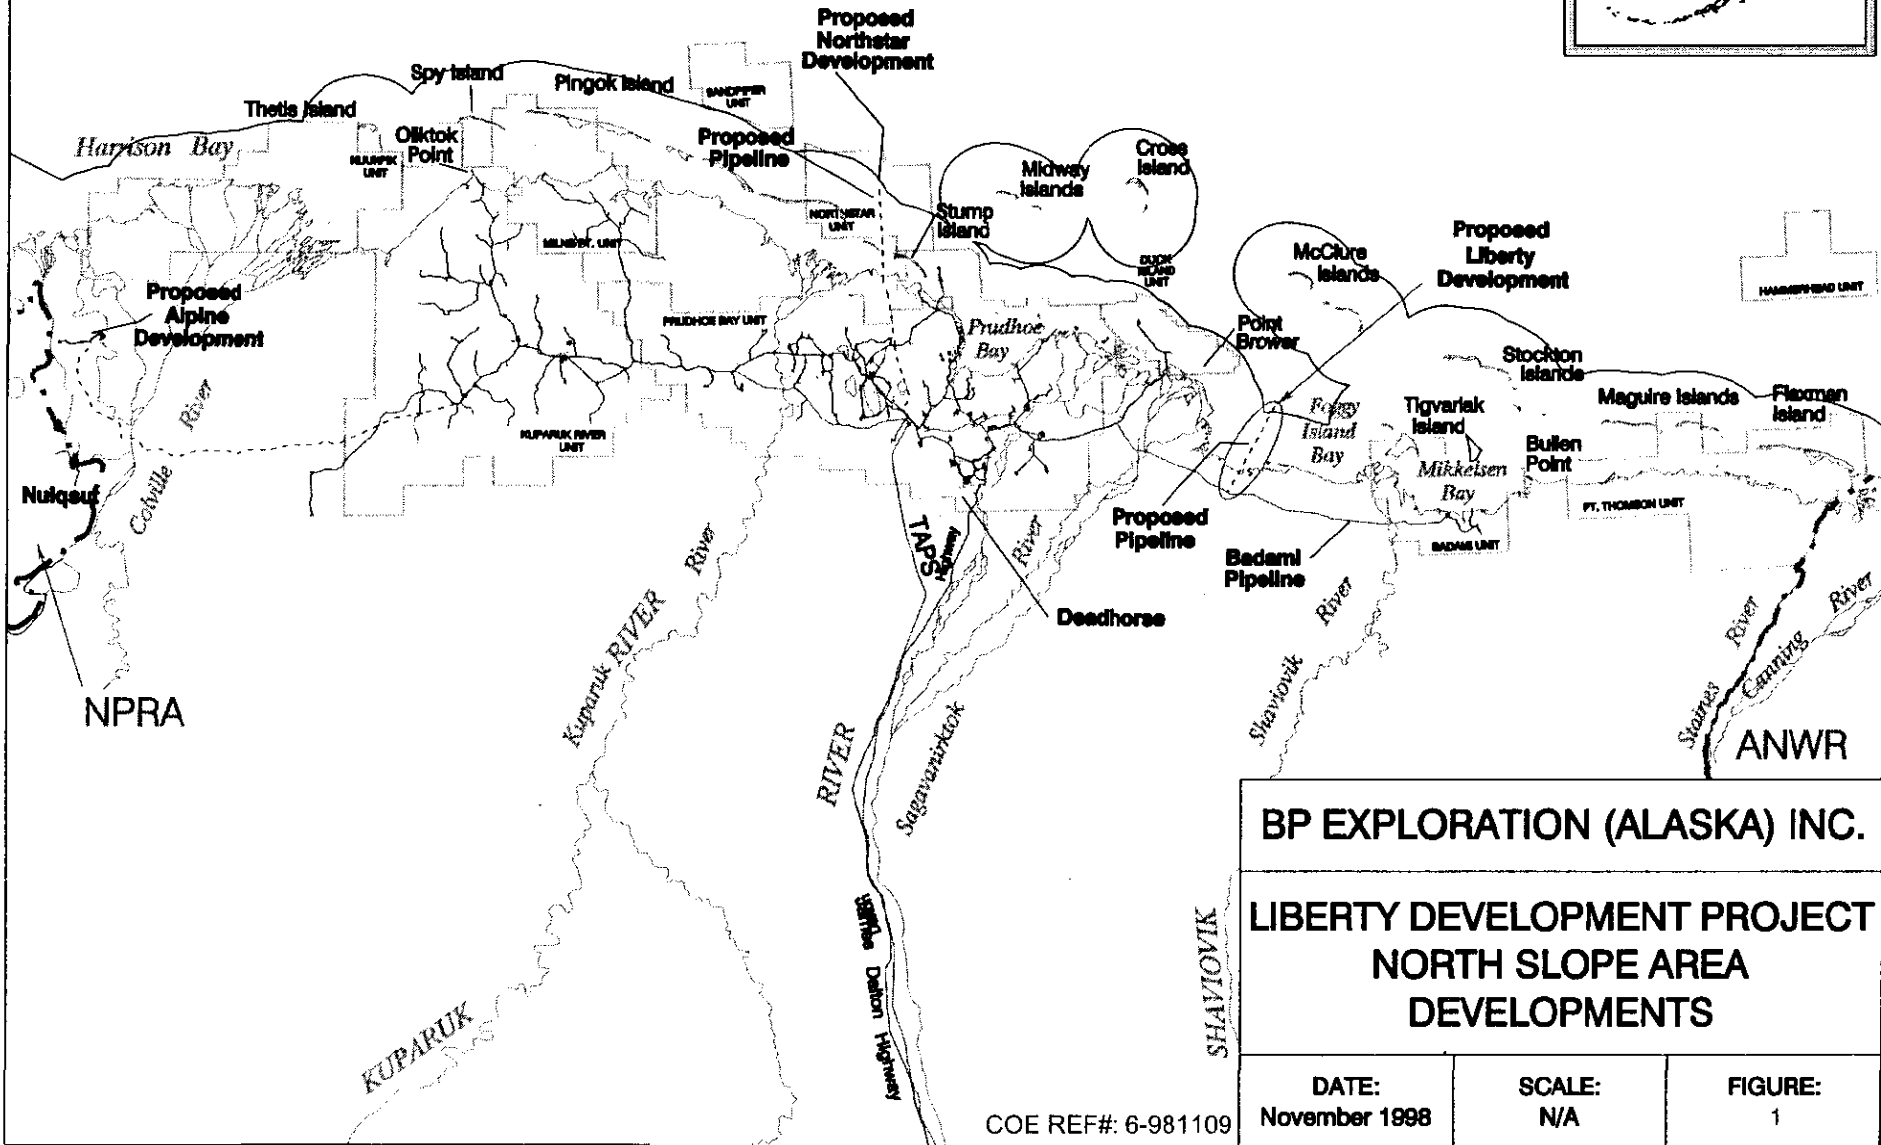 Proposed
Northstar
Development
Spy Island
Pingok Island
SANDPIPER
UNIT
Thetis Island
Harrison Bay
Oliktok
Point
KUUKPIK
UNIT
Proposed
Pipeline
Midway
Islands
Cross
Island
NORTHSTAR
UNIT
Stump
Island
MILNE PT. UNIT
DUCK
ISLAND
UNIT
McClure
Islands
Proposed
Liberty
Development
HAMMERHEAD UNIT
Proposed
Alpine
Development
PRUDHOE BAY UNIT
Prudhoe
Bay
Point
Brower
Stockton
Islands
Maguire Islands
Flaxman
Island
River
Colville
KUPARUK RIVER
UNIT
Foggy
Island
Bay
Tigvariak
Island
Mikkelsen
Bay
Bullen
Point
PT. THOMSON UNIT
BADAMI UNIT
Nuiqsut
Proposed
Pipeline
Badami
Pipeline
TAPS
Highway
River
River
Deadhorse
River
River
River
NPRA
Kuparuk RIVER
RIVER
Sagavanirktok
Shaviovik
Staines
Canning
ANWR
Dalton Highway
KUPARUK
SHAVIOVIK
BP EXPLORATION (ALASKA) INC.
LIBERTY DEVELOPMENT PROJECT
NORTH SLOPE AREA
DEVELOPMENTS
DATE:
November 1998
SCALE:
N/A
FIGURE:
1
COE REF#: 6-981109